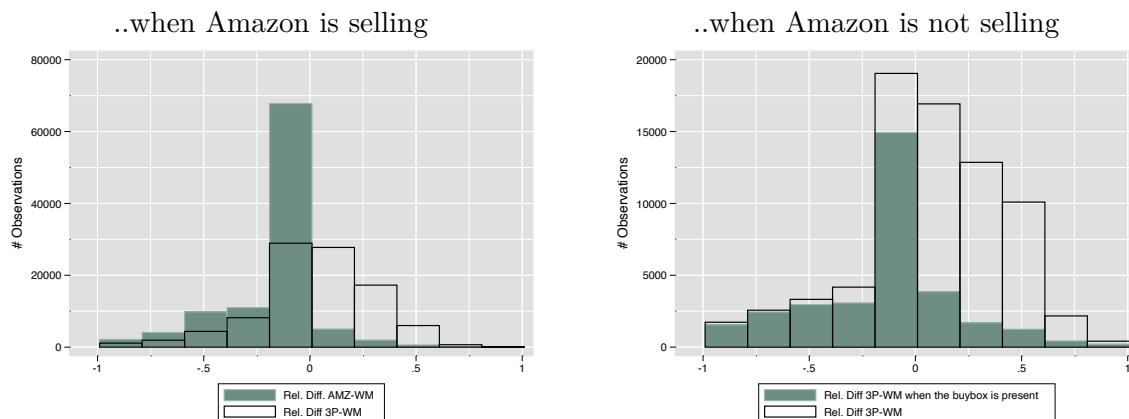 ..when Amazon is selling
80000
60000
40000
20000
0
# Observations
-1
-.5
0
.5
1
Rel. Diff. AMZ-WM
Rel. Diff 3P-WM
..when Amazon is not selling
20000
15000
10000
5000
0
# Observations
-1
-.5
0
.5
1
Rel. Diff 3P-WM when the buybox is present
Rel. Diff 3P-WM